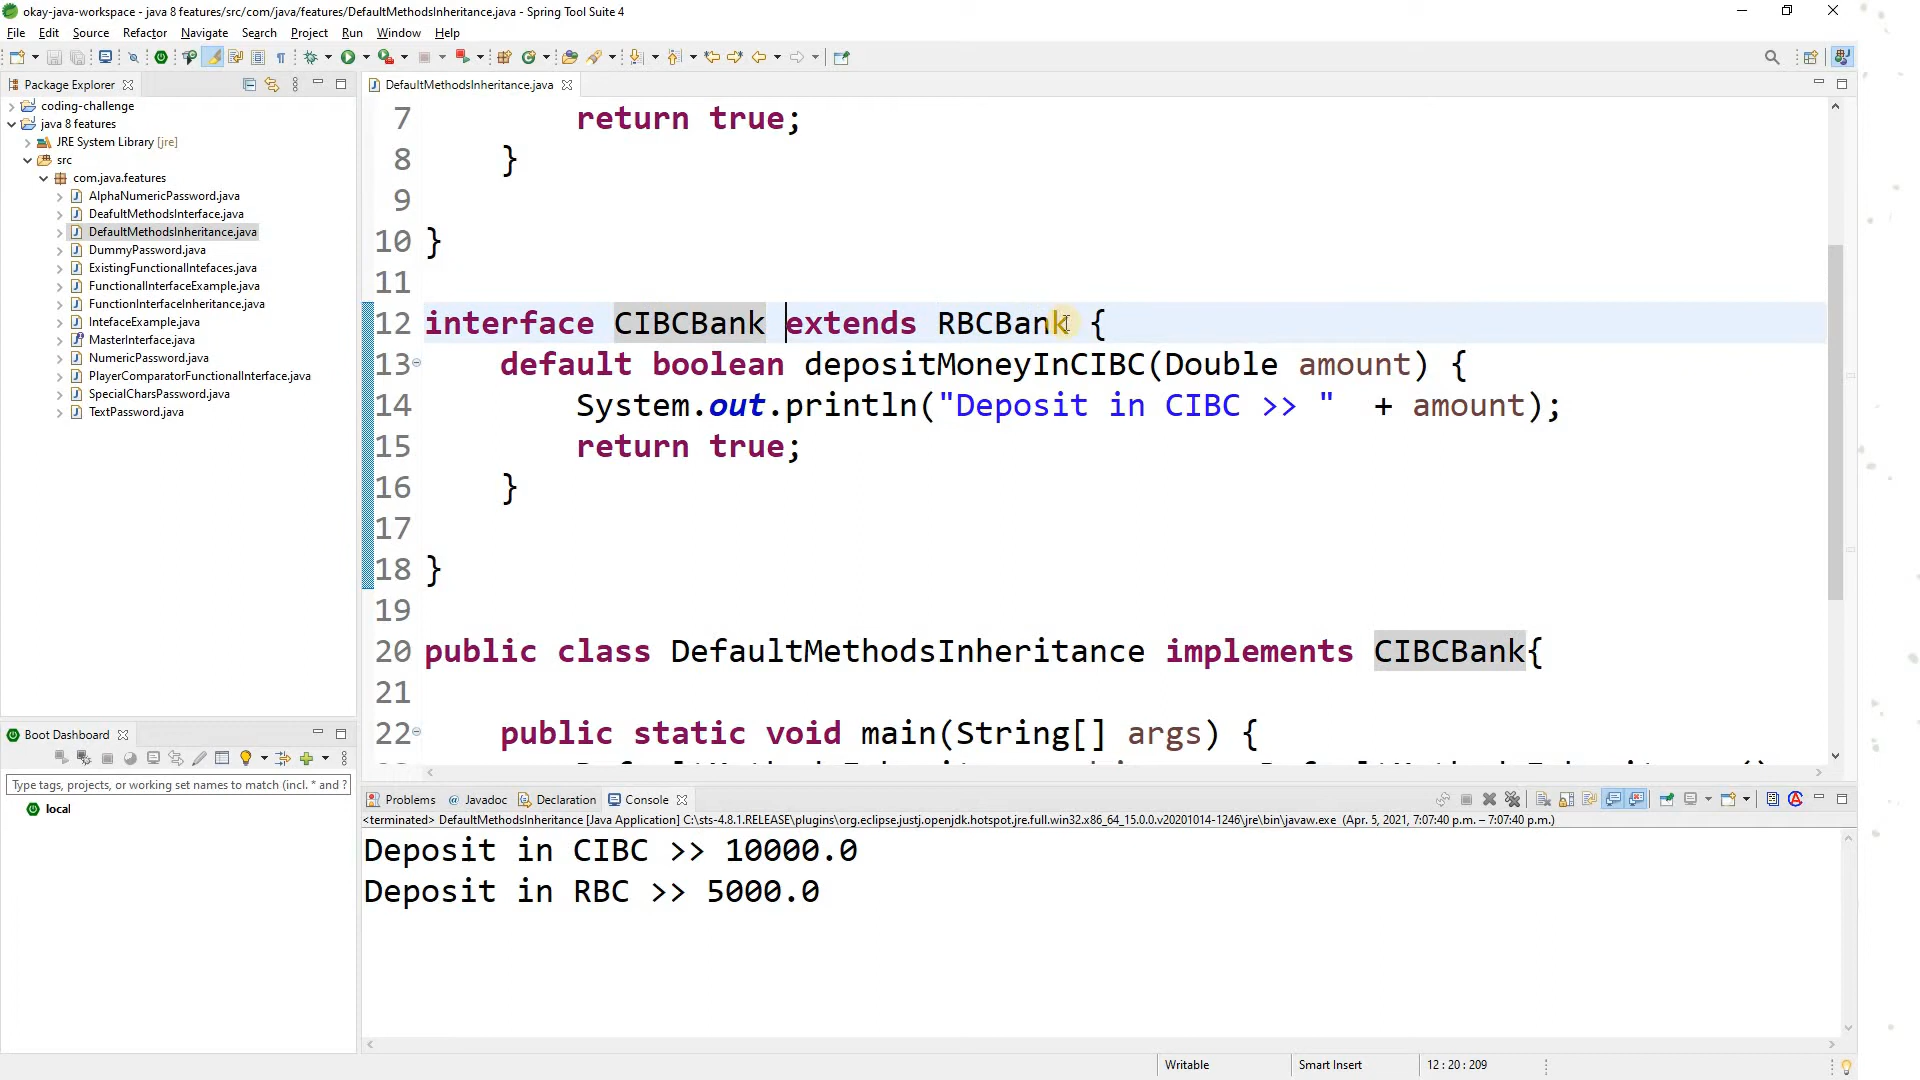 okay-java-workspace - java 8 features/src/com/java/features/DefaultMethodsInheritance.java - Spring Tool Suite 4
File Edit Source Refactor Navigate Search Project Run Window Help
Package Explorer
DefaultMethodsInheritance.java
coding-challenge
java 8 features
JRE System Library [jre]
src
com.java.features
AlphaNumericPassword.java
DeafultMethodsInterface.java
DefaultMethodsInheritance.java
DummyPassword.java
ExistingFunctionalIntefaces.java
FunctionalInterfaceExample.java
FunctionInterfaceInheritance.java
IntefaceExample.java
MasterInterface.java
NumericPassword.java
PlayerComparatorFunctionalInterface.java
SpecialCharsPassword.java
TextPassword.java
7 return true;
8 }
9
10 }
11
12 interface CIBCBank extends RBCBank {
13 default boolean depositMoneyInCIBC(Double amount) {
14 System.out.println("Deposit in CIBC >> " + amount);
15 return true;
16 }
17
18 }
19
20 public class DefaultMethodsInheritance implements CIBCBank{
21
22 public static void main(String[] args) {
Boot Dashboard
Type tags, projects, or working set names to match (incl. * and ?
local
Problems Javadoc Declaration Console
<terminated> DefaultMethodsInheritance [Java Application] C:\sts-4.8.1.RELEASE\plugins\org.eclipse.justj.openjdk.hotspot.jre.full.win32.x86_64_15.0.0.v20201014-1246\jre\bin\javaw.exe (Apr. 5, 2021, 7:07:40 p.m. – 7:07:40 p.m.)
Deposit in CIBC >> 10000.0
Deposit in RBC >> 5000.0
Writable Smart Insert 12 : 20 : 209